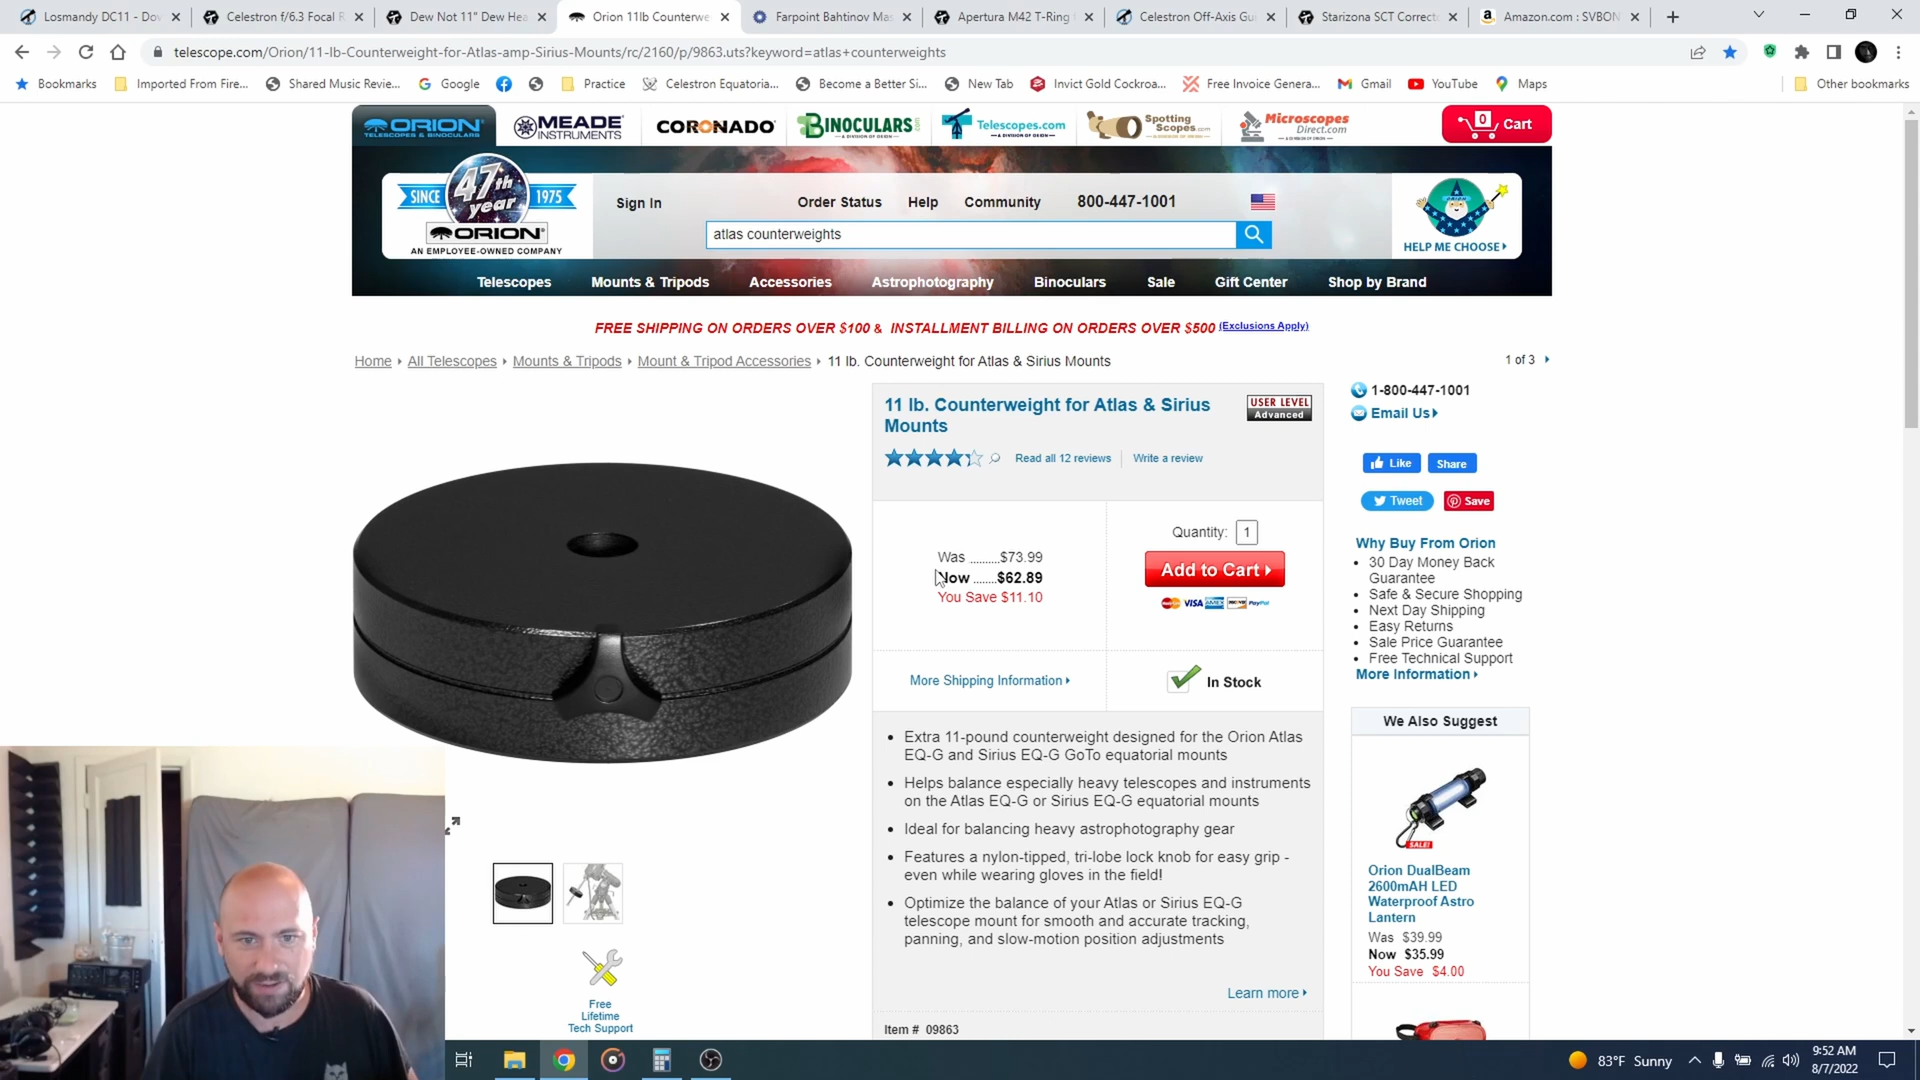 Losmandy DC11 - Dov
Celestron f/6.3 Focal R
Dew Not 11" Dew Hea
Orion 11lb Counterwe
Farpoint Bahtinov Mas
Apertura M42 T-Ring
Celestron Off-Axis Gu
Starizona SCT Correct
Amazon.com : SVBON
telescope.com/Orion/11-lb-Counterweight-for-Atlas-amp-Sirius-Mounts/rc/2160/p/9863.uts?keyword=atlas+counterweights
Bookmarks
Imported From Fire...
Shared Music Revie...
Google
Practice
Celestron Equatoria...
Become a Better Si...
New Tab
Invict Gold Cockroa...
Free Invoice Genera...
Gmail
YouTube
Maps
Other bookmarks
ORION
TELESCOPES & BINOCULARS
MEADE
INSTRUMENTS
CORONADO
BINOCULARS.com
A DIVISION OF ORION
Telescopes.com
A DIVISION OF ORION
Spotting
Scopes.com
Microscopes
Direct.com
0 Cart
SINCE 47th year 1975
ORION
AN EMPLOYEE-OWNED COMPANY
Sign In
Order Status
Help
Community
800-447-1001
atlas counterweights
HELP ME CHOOSE
Telescopes
Mounts & Tripods
Accessories
Astrophotography
Binoculars
Sale
Gift Center
Shop by Brand
FREE SHIPPING ON ORDERS OVER $100 & INSTALLMENT BILLING ON ORDERS OVER $500 (Exclusions Apply)
Home
All Telescopes
Mounts & Tripods
Mount & Tripod Accessories
11 lb. Counterweight for Atlas & Sirius Mounts
1 of 3
11 lb. Counterweight for Atlas & Sirius
Mounts
USER LEVEL
Advanced
Read all 12 reviews
Write a review
Was ..........$73.99
Now .......$62.89
You Save $11.10
Quantity: 1
Add to Cart
VISA
AMEX
DISCOVER
PayPal
More Shipping Information
In Stock
Extra 11-pound counterweight designed for the Orion Atlas
EQ-G and Sirius EQ-G GoTo equatorial mounts
Helps balance especially heavy telescopes and instruments
on the Atlas EQ-G or Sirius EQ-G equatorial mounts
Ideal for balancing heavy astrophotography gear
Features a nylon-tipped, tri-lobe lock knob for easy grip -
even while wearing gloves in the field!
Optimize the balance of your Atlas or Sirius EQ-G
telescope mount for smooth and accurate tracking,
panning, and slow-motion position adjustments
Learn more
Item # 09863
Free
Lifetime
Tech Support
1-800-447-1001
Email Us
Like
Share
Tweet
Save
Why Buy From Orion
30 Day Money Back
Guarantee
Safe & Secure Shopping
Next Day Shipping
Easy Returns
Sale Price Guarantee
Free Technical Support
More Information
We Also Suggest
SALE!
Orion DualBeam
2600mAH LED
Waterproof Astro
Lantern
Was $39.99
Now $35.99
You Save $4.00
83°F Sunny
9:52 AM
8/7/2022